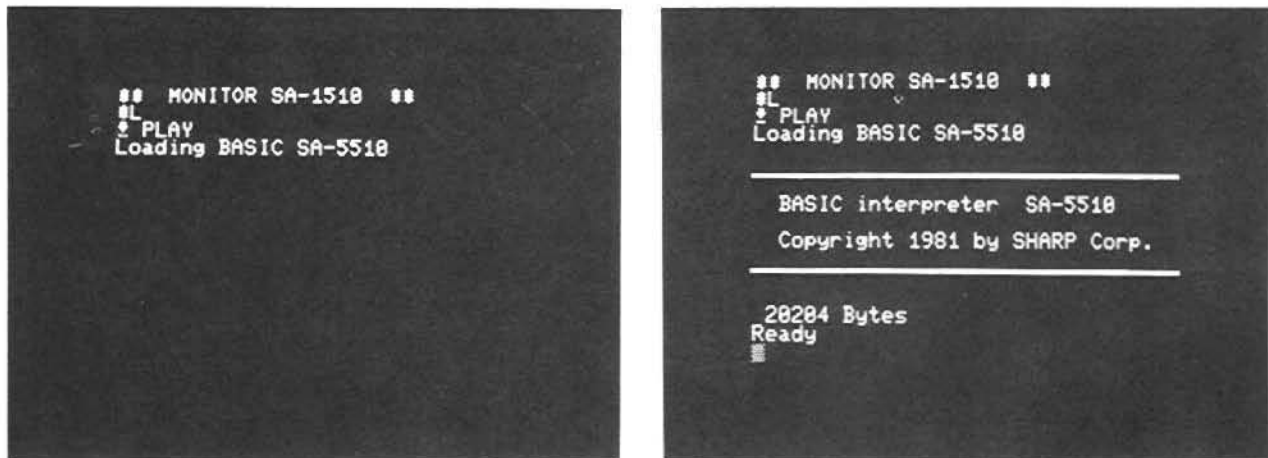 ** MONITOR SA-1510 **
*L
⏄ PLAY
Loading BASIC SA-5510
** MONITOR SA-1510 **
*L
⏄ PLAY
Loading BASIC SA-5510
BASIC interpreter SA-5510
Copyright 1981 by SHARP Corp.
20204 Bytes
Ready